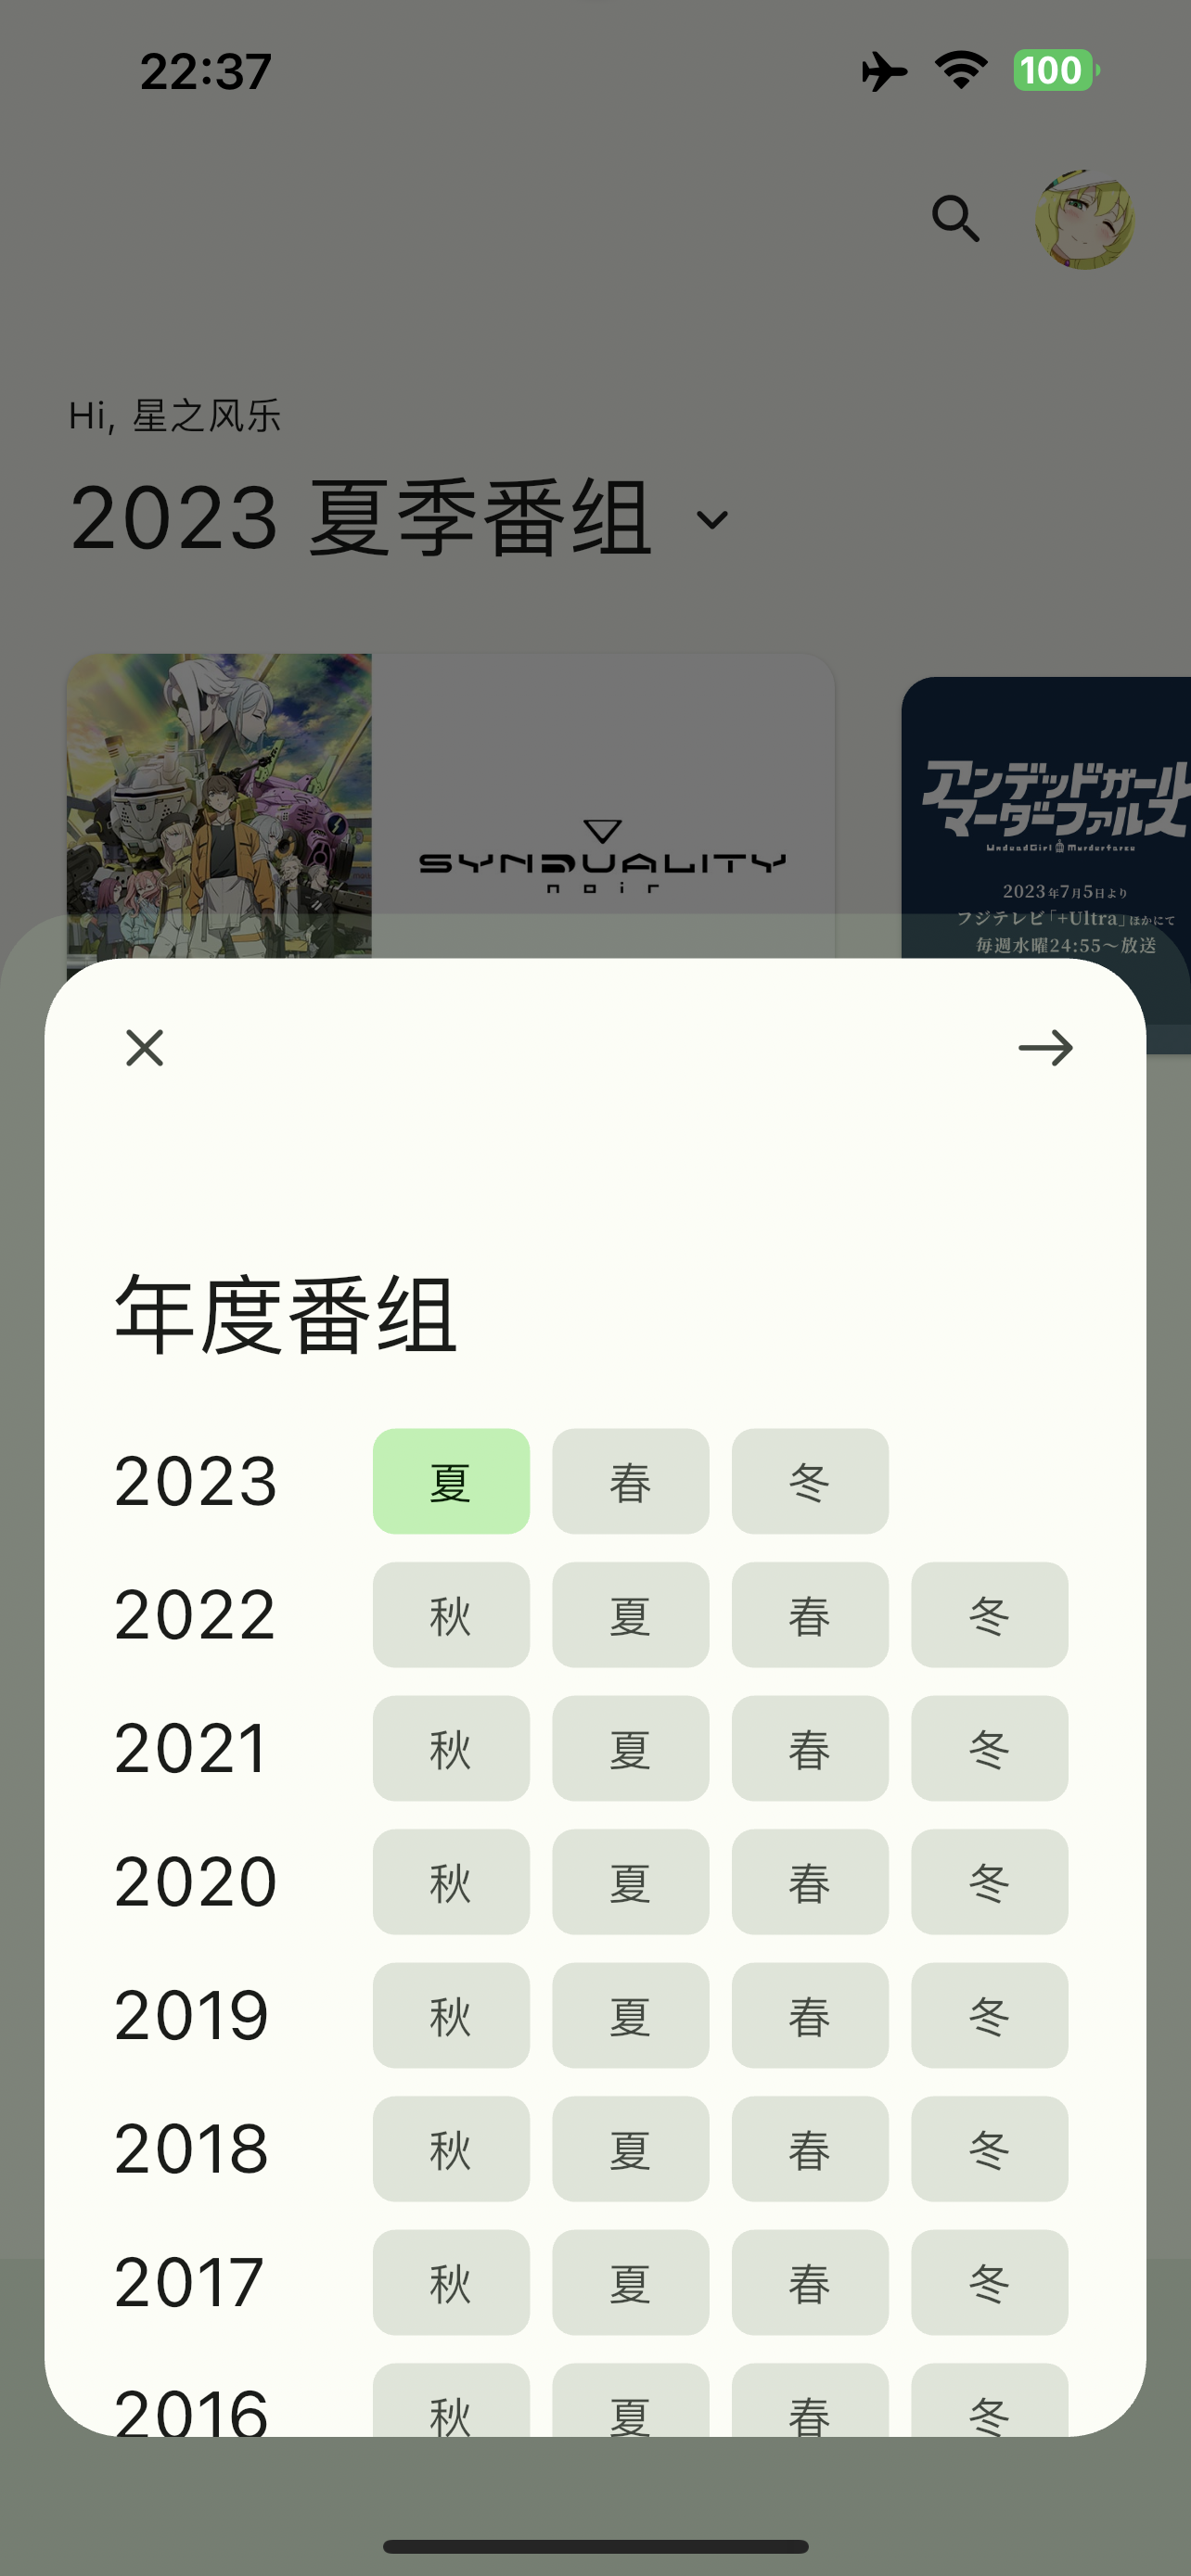 22:37
100
Hi, 星之风乐
2023 夏季番组
SYNDUALITY
noir
アンデッドガール
マーダーファルス
UndeadGirl Murderfarce
2023年7月5日より
フジテレビ「+Ultra」ほかにて
毎週水曜24:55〜放送
年度番组
2023 夏 春 冬
2022 秋 夏 春 冬
2021 秋 夏 春 冬
2020 秋 夏 春 冬
2019 秋 夏 春 冬
2018 秋 夏 春 冬
2017 秋 夏 春 冬
2016 秋 夏 春 冬